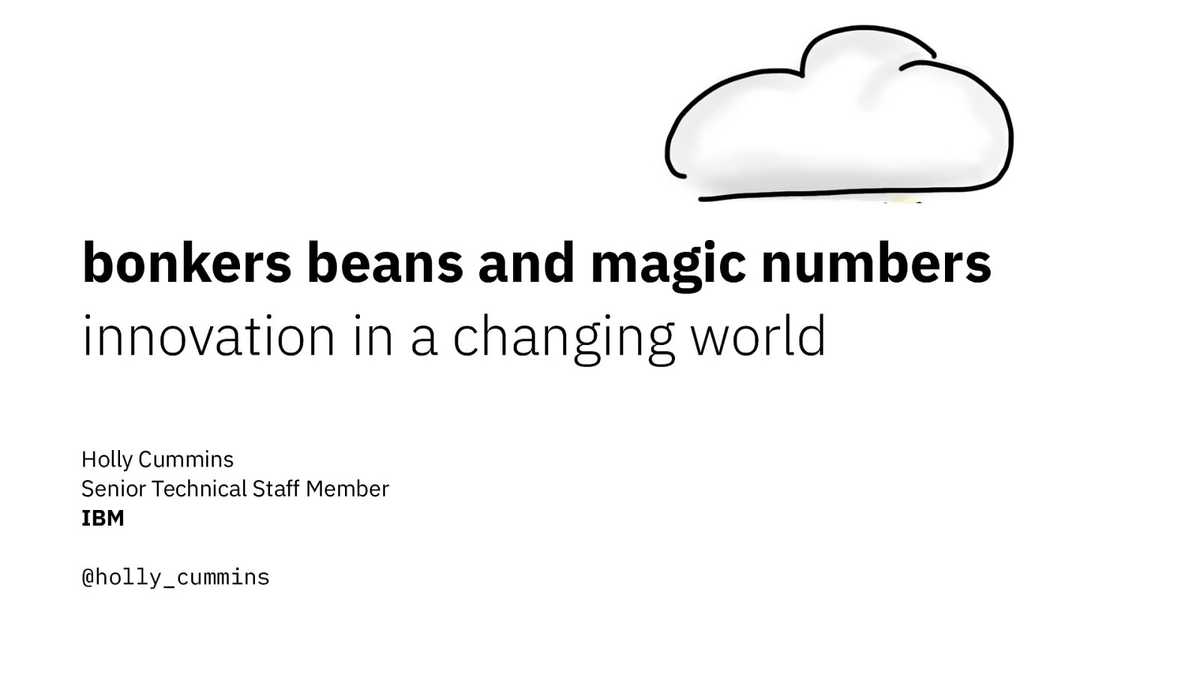 bonkers beans and magic numbers
innovation in a changing world
Holly Cummins
Senior Technical Staff Member
IBM
@holly_cummins